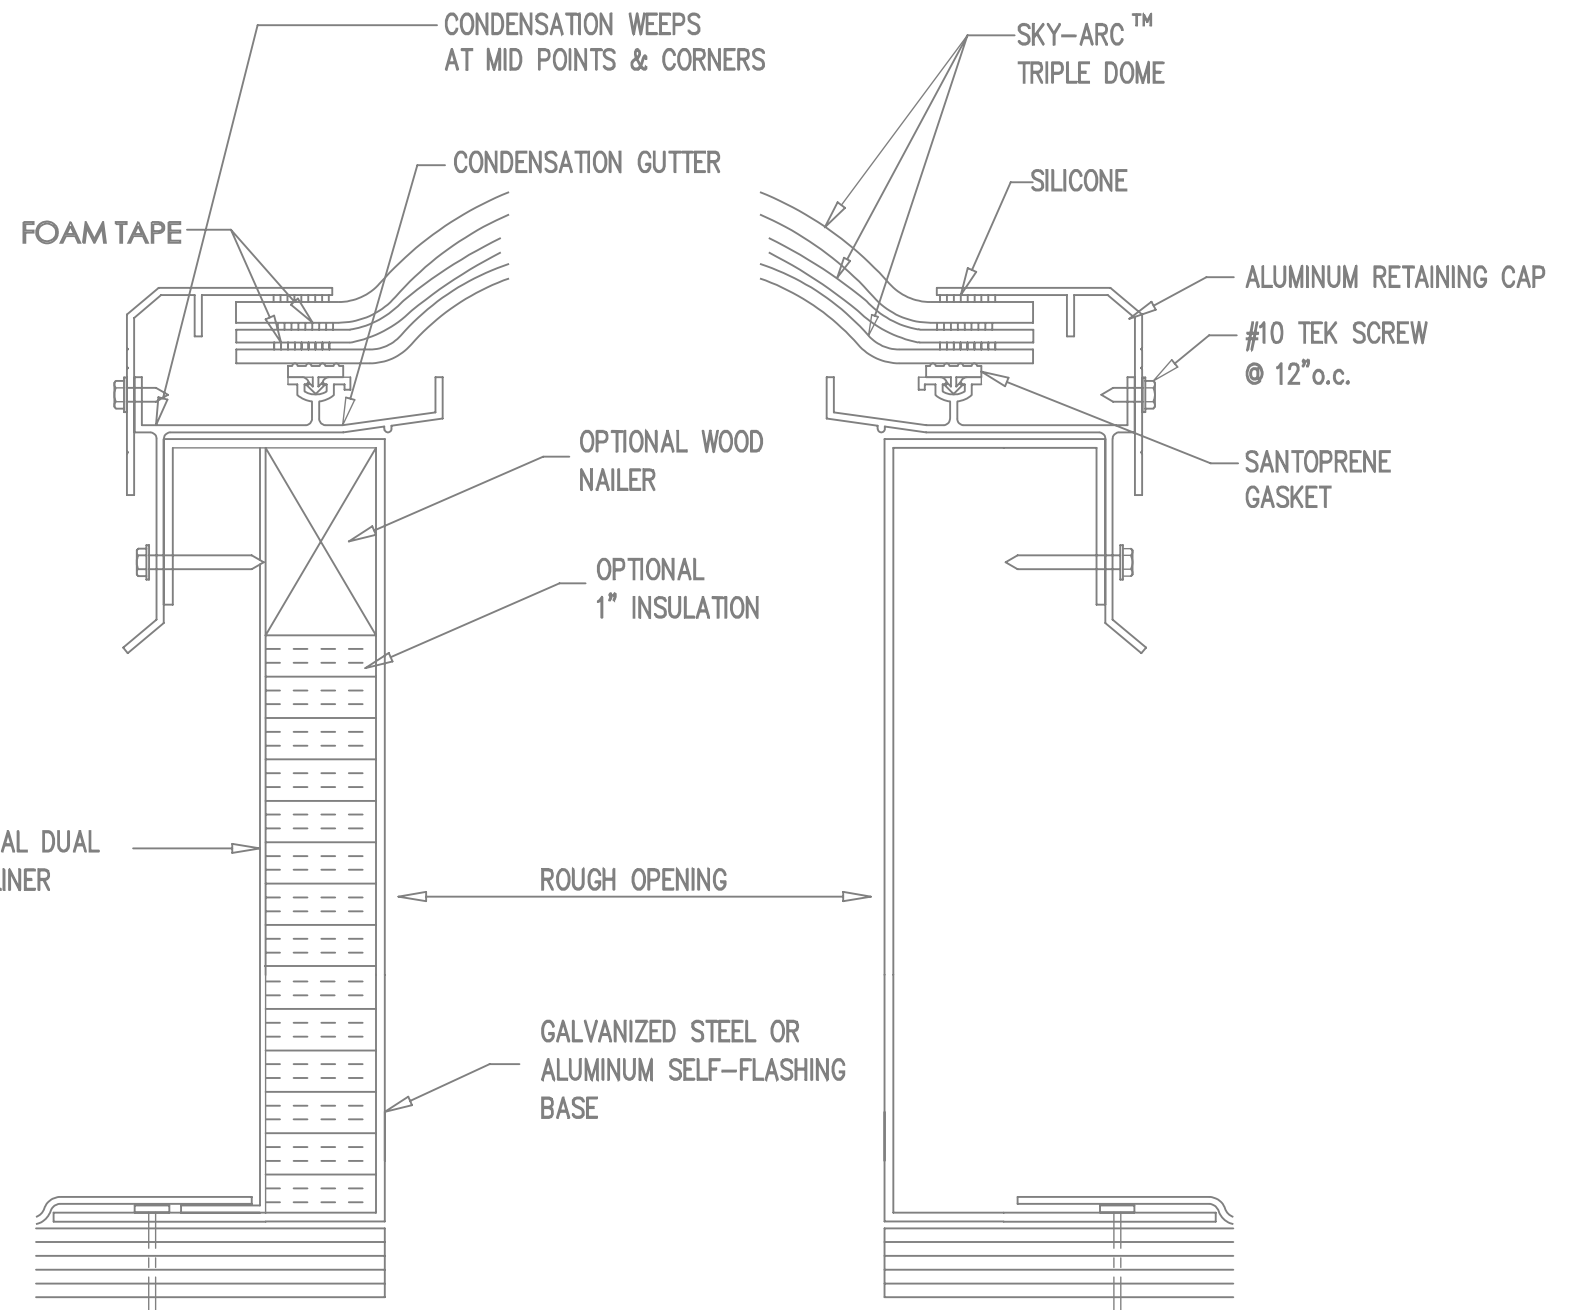 CONDENSATION WEEPS
AT MID POINTS & CORNERS
SKY-ARC™
TRIPLE DOME
CONDENSATION GUTTER
SILICONE
FOAM TAPE
ALUMINUM RETAINING CAP
#10 TEK SCREW
@ 12"o.c.
OPTIONAL WOOD
NAILER
SANTOPRENE
GASKET
OPTIONAL
1" INSULATION
AL DUAL
INER
ROUGH OPENING
GALVANIZED STEEL OR
ALUMINUM SELF-FLASHING
BASE